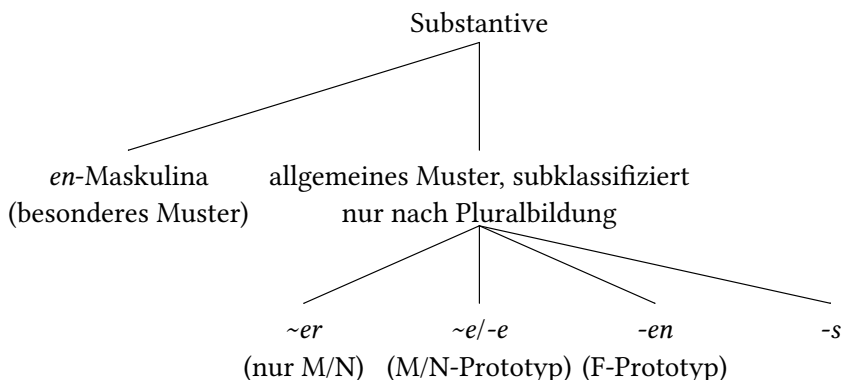 Substantive
en-Maskulina allgemeines Muster, subklassifiziert
(besonderes Muster) nur nach Pluralbildung
~er ~e/-e -en -s
(nur M/N) (M/N-Prototyp) (F-Prototyp)